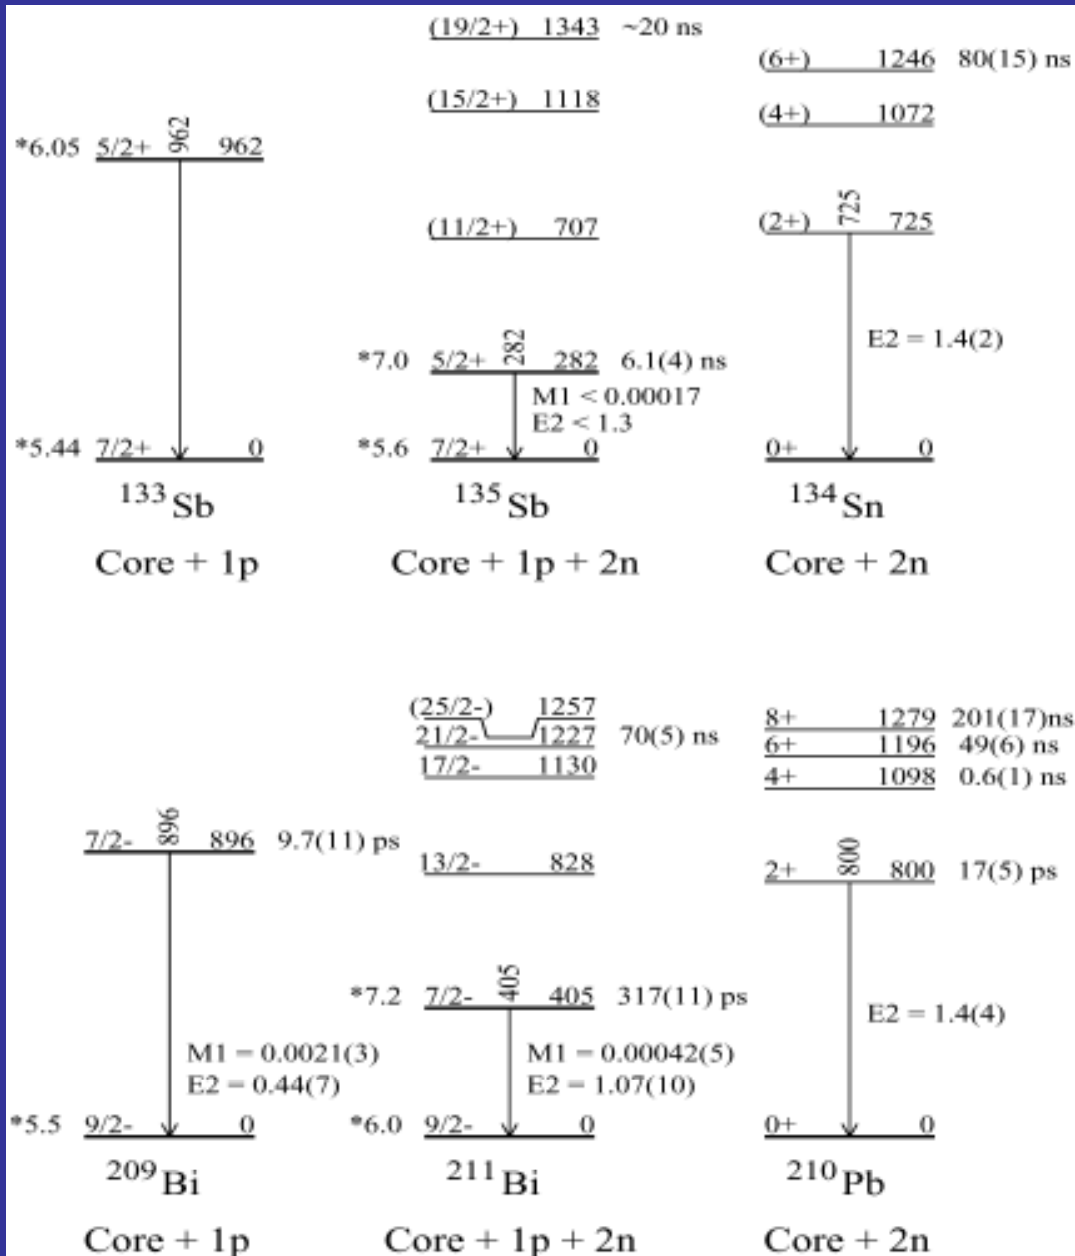 (19/2+) 1343 ~20 ns
(15/2+) 1118
(11/2+) 707
*7.0 5/2+ 282 282 6.1(4) ns
M1 < 0.00017
E2 < 1.3
*5.6 7/2+ 0
135Sb
Core + 1p + 2n
*6.05 5/2+ 962 962
*5.44 7/2+ 0
133Sb
Core + 1p
(6+) 1246 80(15) ns
(4+) 1072
(2+) 725 725
E2 = 1.4(2)
0+ 0
134Sn
Core + 2n
7/2- 896 896 9.7(11) ps
M1 = 0.0021(3)
E2 = 0.44(7)
*5.5 9/2- 0
209Bi
Core + 1p
(25/2-) 1257
21/2- 1227 70(5) ns
17/2- 1130
13/2- 828
*7.2 7/2- 405 405 317(11) ps
M1 = 0.00042(5)
E2 = 1.07(10)
*6.0 9/2- 0
211Bi
Core + 1p + 2n
8+ 1279 201(17)ns
6+ 1196 49(6) ns
4+ 1098 0.6(1) ns
2+ 800 800 17(5) ps
E2 = 1.4(4)
0+ 0
210Pb
Core + 2n